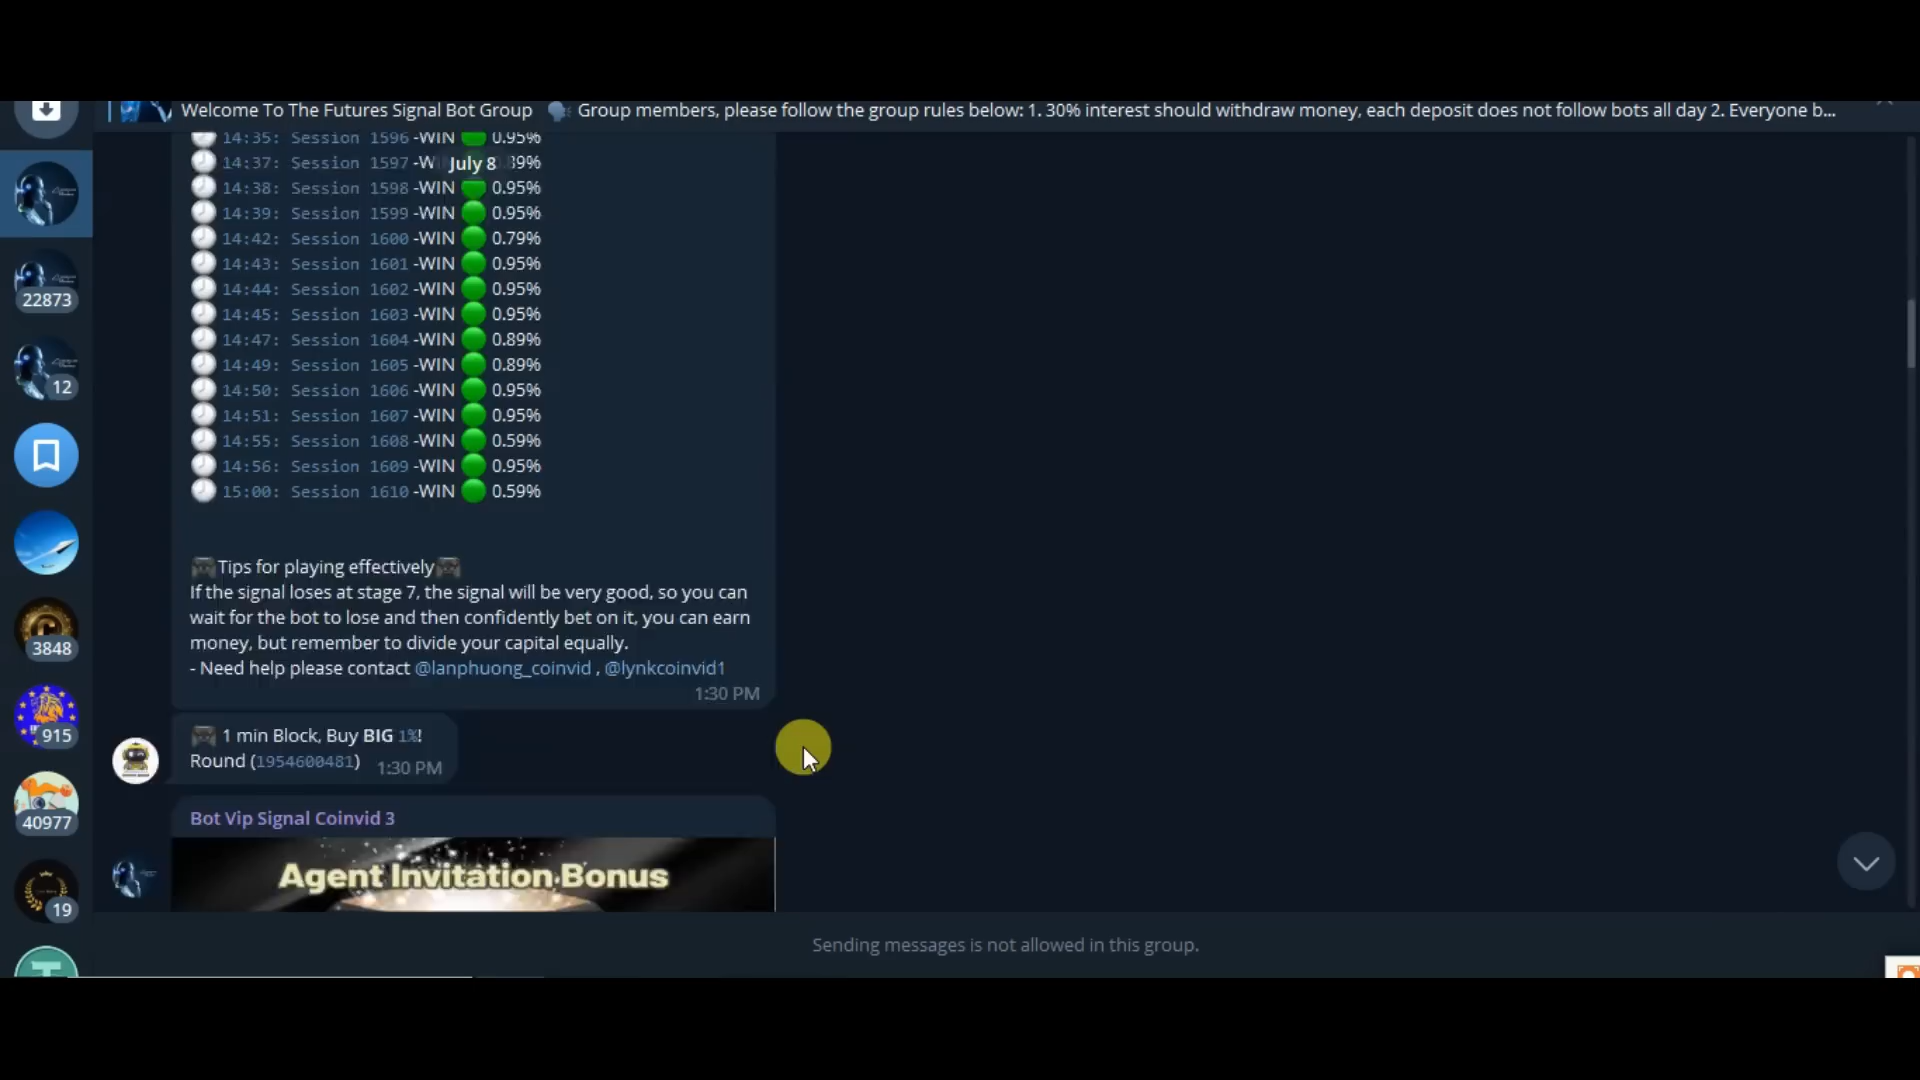 Welcome To The Futures Signal Bot Group 🗣 Group members, please follow the group rules below: 1. 30% interest should withdraw money, each deposit does not follow bots all day 2. Everyone b...
14:35: Session 1596 -WIN 🟢 0.95%
14:37: Session 1597 -W
July 8
39%
14:38: Session 1598 -WIN 🟢 0.95%
14:39: Session 1599 -WIN 🟢 0.95%
14:42: Session 1600 -WIN 🟢 0.79%
14:43: Session 1601 -WIN 🟢 0.95%
14:44: Session 1602 -WIN 🟢 0.95%
14:45: Session 1603 -WIN 🟢 0.95%
14:47: Session 1604 -WIN 🟢 0.89%
14:49: Session 1605 -WIN 🟢 0.89%
14:50: Session 1606 -WIN 🟢 0.95%
14:51: Session 1607 -WIN 🟢 0.95%
14:55: Session 1608 -WIN 🟢 0.59%
14:56: Session 1609 -WIN 🟢 0.95%
15:00: Session 1610 -WIN 🟢 0.59%
🎮Tips for playing effectively🎮
If the signal loses at stage 7, the signal will be very good, so you can
wait for the bot to lose and then confidently bet on it, you can earn
money, but remember to divide your capital equally.
- Need help please contact @lanphuong_coinvid , @lynkcoinvid1
1:30 PM
🎮 1 min Block, Buy BIG 1%!
Round (1954600481) 1:30 PM
Bot Vip Signal Coinvid 3
Agent Invitation Bonus
Sending messages is not allowed in this group.
22873
12
3848
915
40977
19